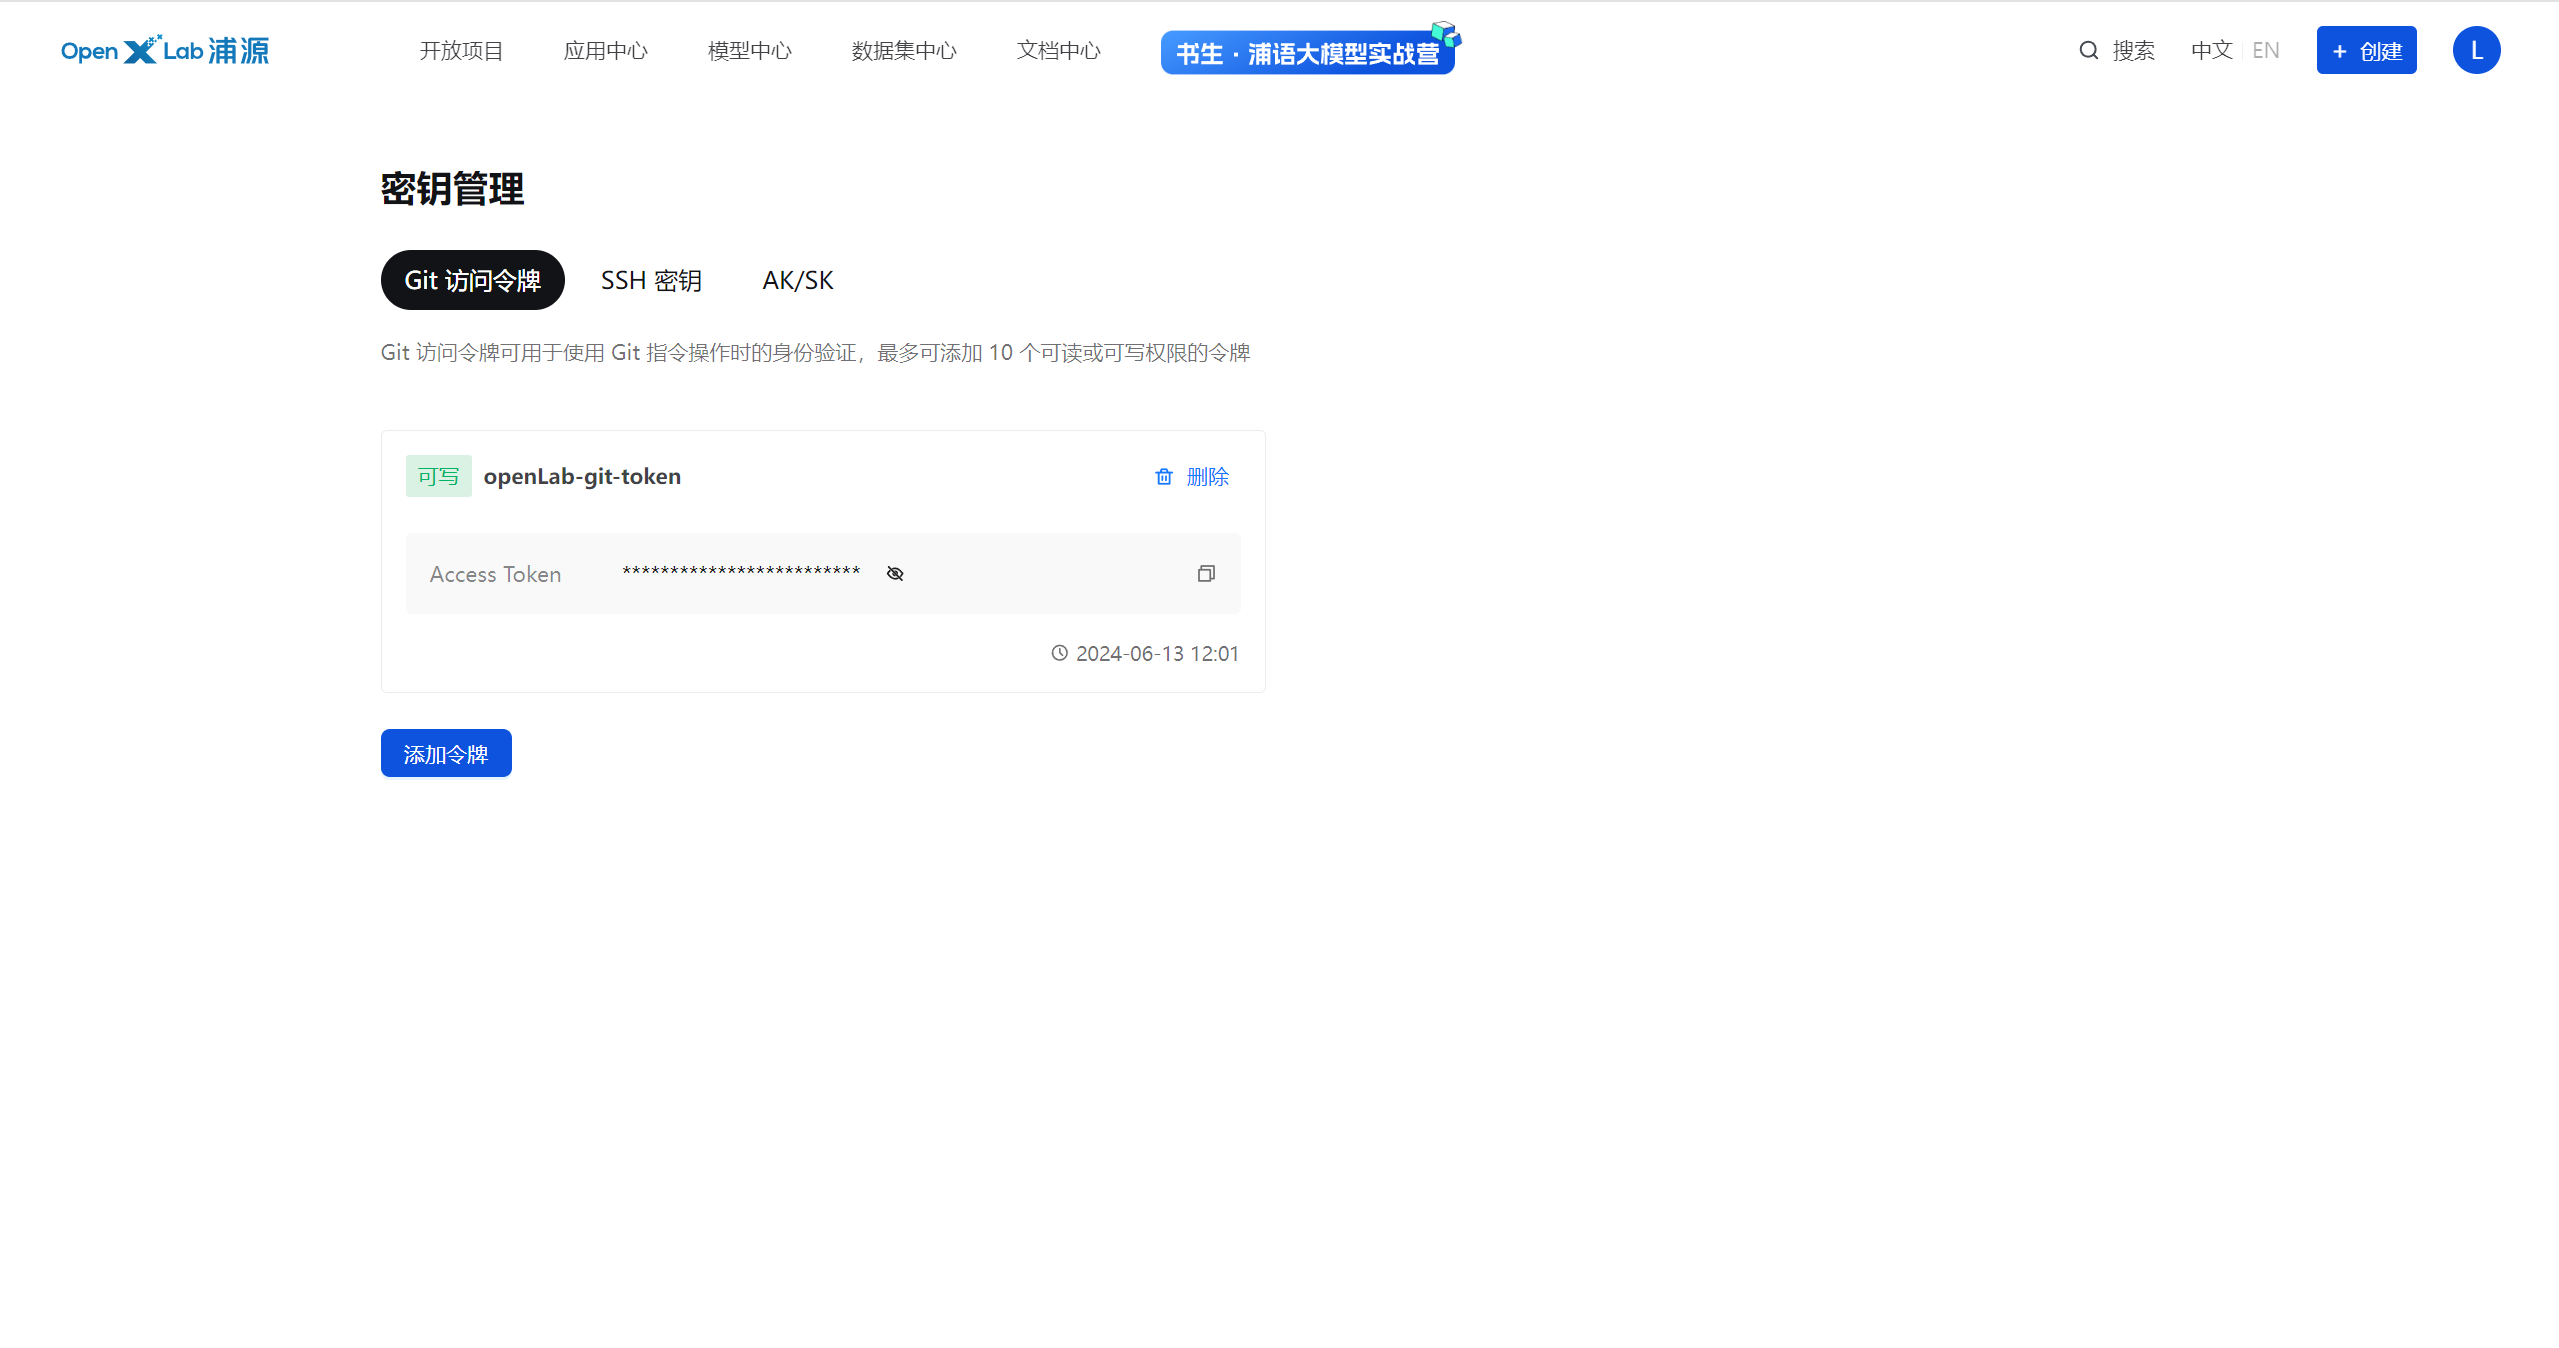 Open X Lab 浦源
开放项目
应用中心
模型中心
数据集中心
文档中心
书生·浦语大模型实战营
搜索
中文 EN
+ 创建
L
密钥管理
Git 访问令牌
SSH 密钥
AK/SK
Git 访问令牌可用于使用 Git 指令操作时的身份验证，最多可添加 10 个可读或可写权限的令牌
可写 openLab-git-token
删除
Access Token *************************
2024-06-13 12:01
添加令牌